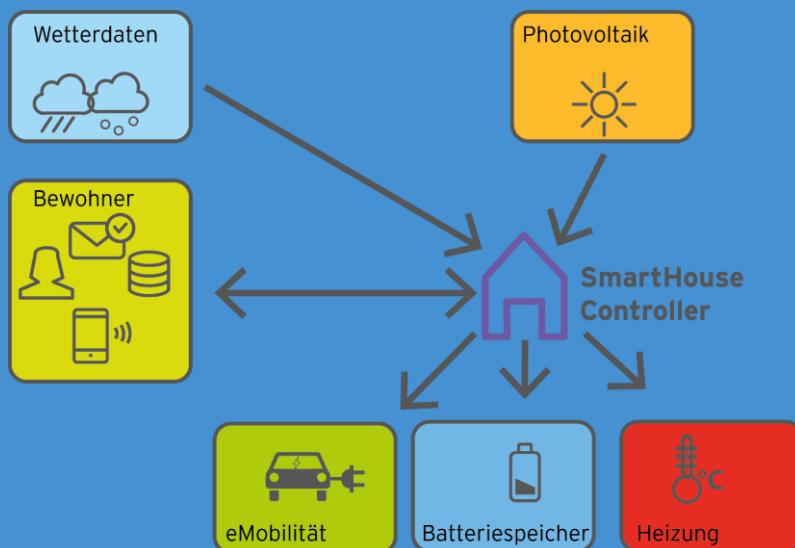 Wetterdaten
Photovoltaik
Bewohner
SmartHouse
Controller
°C
eMobilität
Batteriespeicher
Heizung